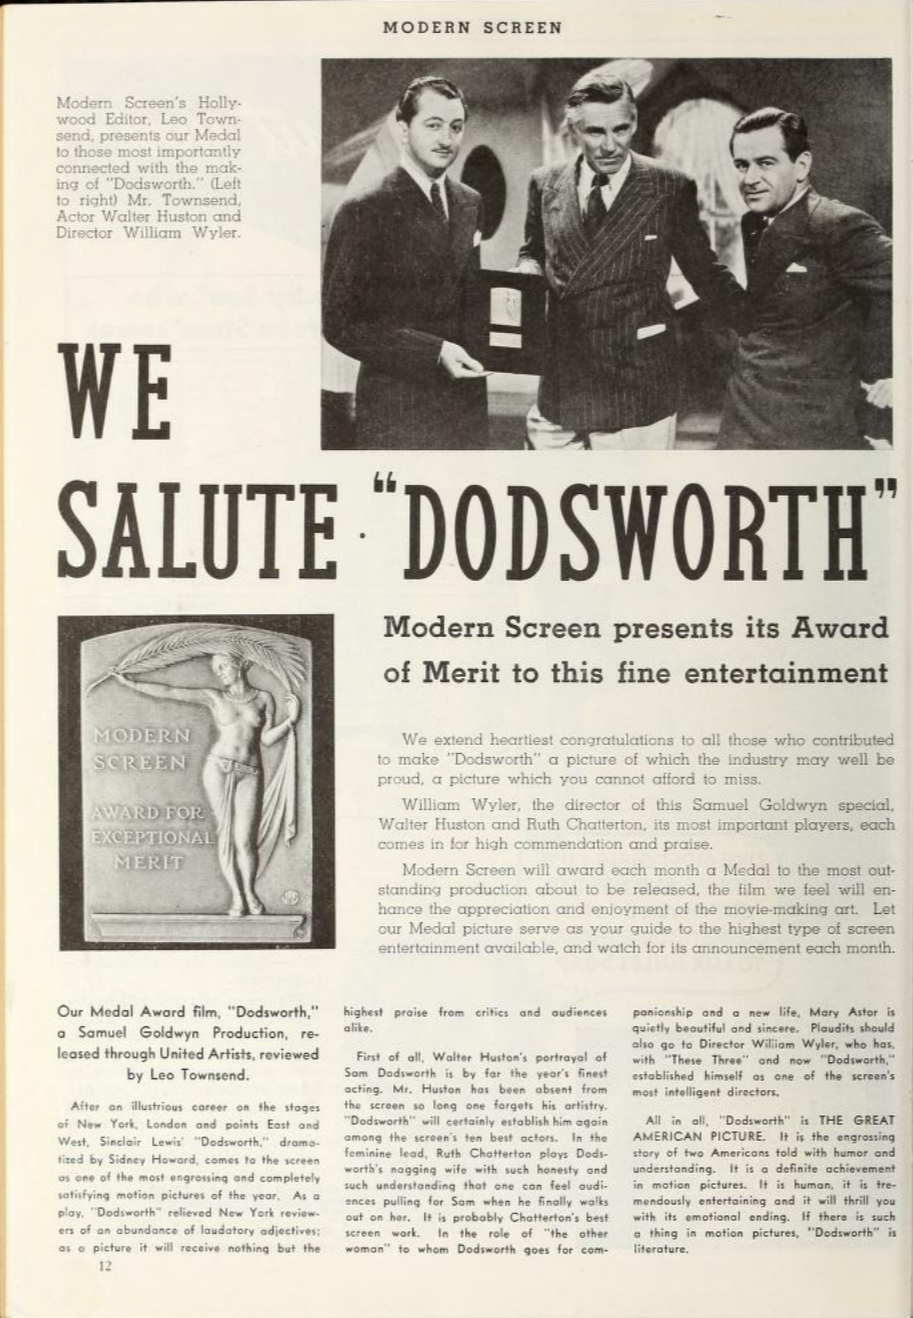 MODERN SCREEN
Modern Screen's Holly-
wood Editor, Leo Town-
send, presents our Medal
to those most importantly
connected with the mak-
ing of "Dodsworth." (Left
to right) Mr. Townsend,
Actor Walter Huston and
Director William Wyler.
WE
SALUTE · "DODSWORTH"
MODERN
SCREEN
AWARD FOR
EXCEPTIONAL
MERIT
Modern Screen presents its Award
of Merit to this fine entertainment
We extend heartiest congratulations to all those who contributed
to make "Dodsworth" a picture of which the industry may well be
proud, a picture which you cannot afford to miss.
William Wyler, the director of this Samuel Goldwyn special,
Walter Huston and Ruth Chatterton, its most important players, each
comes in for high commendation and praise.
Modern Screen will award each month a Medal to the most out-
standing production about to be released, the film we feel will en-
hance the appreciation and enjoyment of the movie-making art. Let
our Medal picture serve as your guide to the highest type of screen
entertainment available, and watch for its announcement each month.
Our Medal Award film, "Dodsworth,"
a Samuel Goldwyn Production, re-
leased through United Artists, reviewed
by Leo Townsend.
After an illustrious career on the stages
of New York, London and points East and
West, Sinclair Lewis' "Dodsworth," drama-
tized by Sidney Howard, comes to the screen
as one of the most engrossing and completely
satisfying motion pictures of the year. As a
play, "Dodsworth" relieved New York review-
ers of an abundance of laudatory adjectives;
as a picture it will receive nothing but the
highest praise from critics and audiences
alike.
First of all, Walter Huston's portrayal of
Sam Dodsworth is by far the year's finest
acting. Mr. Huston has been absent from
the screen so long one forgets his artistry.
"Dodsworth" will certainly establish him again
among the screen's ten best actors. In the
feminine lead, Ruth Chatterton plays Dods-
worth's nagging wife with such honesty and
such understanding that one can feel audi-
ences pulling for Sam when he finally walks
out on her. It is probably Chatterton's best
screen work. In the role of "the other
woman" to whom Dodsworth goes for com-
panionship and a new life, Mary Astor is
quietly beautiful and sincere. Plaudits should
also go to Director William Wyler, who has,
with "These Three" and now "Dodsworth,"
established himself as one of the screen's
most intelligent directors.
All in all, "Dodsworth" is THE GREAT
AMERICAN PICTURE. It is the engrossing
story of two Americans told with humor and
understanding. It is a definite achievement
in motion pictures. It is human, it is tre-
mendously entertaining and it will thrill you
with its emotional ending. If there is such
a thing in motion pictures, "Dodsworth" is
literature.
12